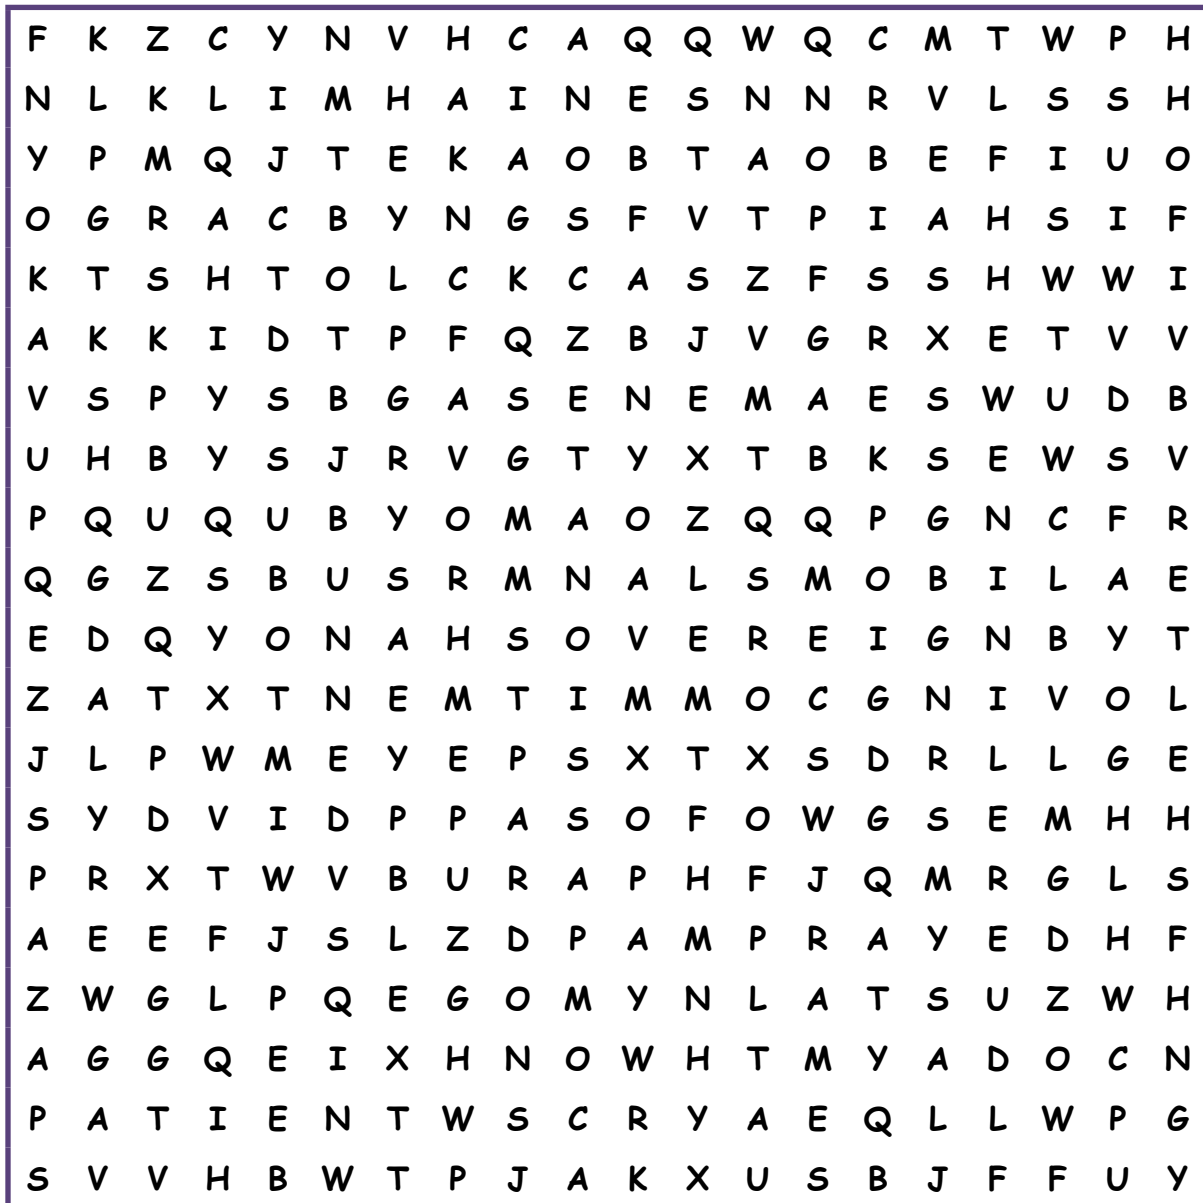 F K Z C Y N V H C A Q Q W Q C M T W P H
N L K L I M H A I N E S N N R V L S S H
Y P M Q J T E K A O B T A O B E F I U O
O G R A C B Y N G S F V T P I A H S I F
K T S H T O L C K C A S Z F S S H W W I
A K K I D T P F Q Z B J V G R X E T V V
V S P Y S B G A S E N E M A E S W U D B
U H B Y S J R V G T Y X T B K S E W S V
P Q U Q U B Y O M A O Z Q Q P G N C F R
Q G Z S B U S R M N A L S M O B I L A E
E D Q Y O N A H S O V E R E I G N B Y T
Z A T X T N E M T I M M O C G N I V O L
J L P W M E Y E P S X T X S D R L L G E
S Y D V I D P P A S O F O W G S E M H H
P R X T W V B U R A P H F J Q M R G L S
A E E F J S L Z D P A M P R A Y E D H F
Z W G L P Q E G O M Y N L A T S U Z W H
A G G Q E I X H N O W H T M Y A D O C N
P A T I E N T W S C R Y A E Q L L W P G
S V V H B W T P J A K X U S B J F F U Y